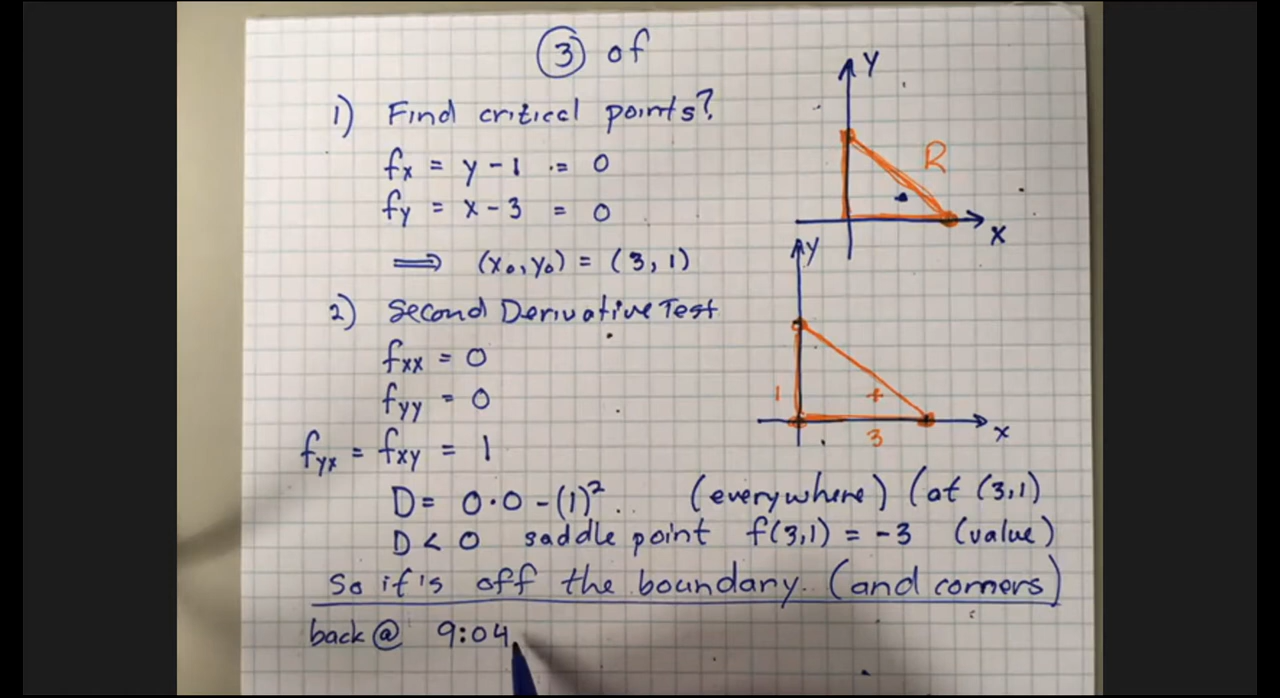 ③ of
1) Find critical points?
fx = y - 1 = 0
fy = x - 3 = 0
⟹ (x₀, y₀) = (3, 1)
2) Second Derivative Test
fxx = 0
fyy = 0
fyx = fxy = 1
D = 0·0 - (1)² .. (everywhere) (at (3,1)
D < 0 saddle point f(3,1) = -3 (value)
So it's off the boundary. (and corners)
back @ 9:04
Y
R
X
Y
1
+
3
X